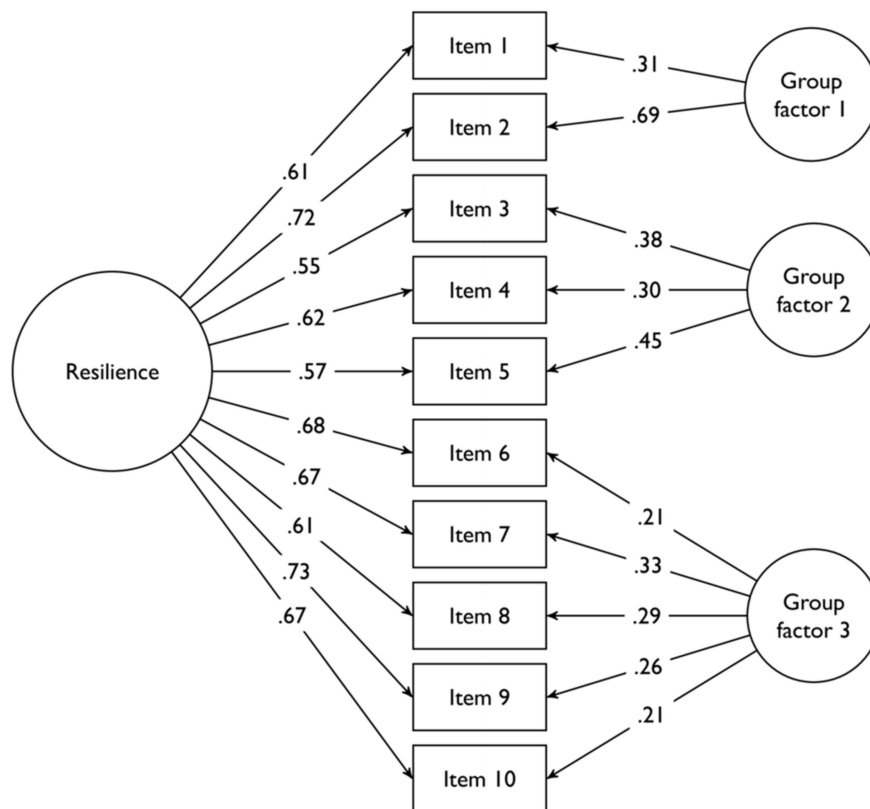 Item 1
Item 2
Item 3
Item 4
Item 5
Item 6
Item 7
Item 8
Item 9
Item 10
Resilience
.61
.72
.55
.62
.57
.68
.67
.61
.73
.67
.31
.69
.38
.30
.45
.21
.33
.29
.26
.21
Group
factor 1
Group
factor 2
Group
factor 3